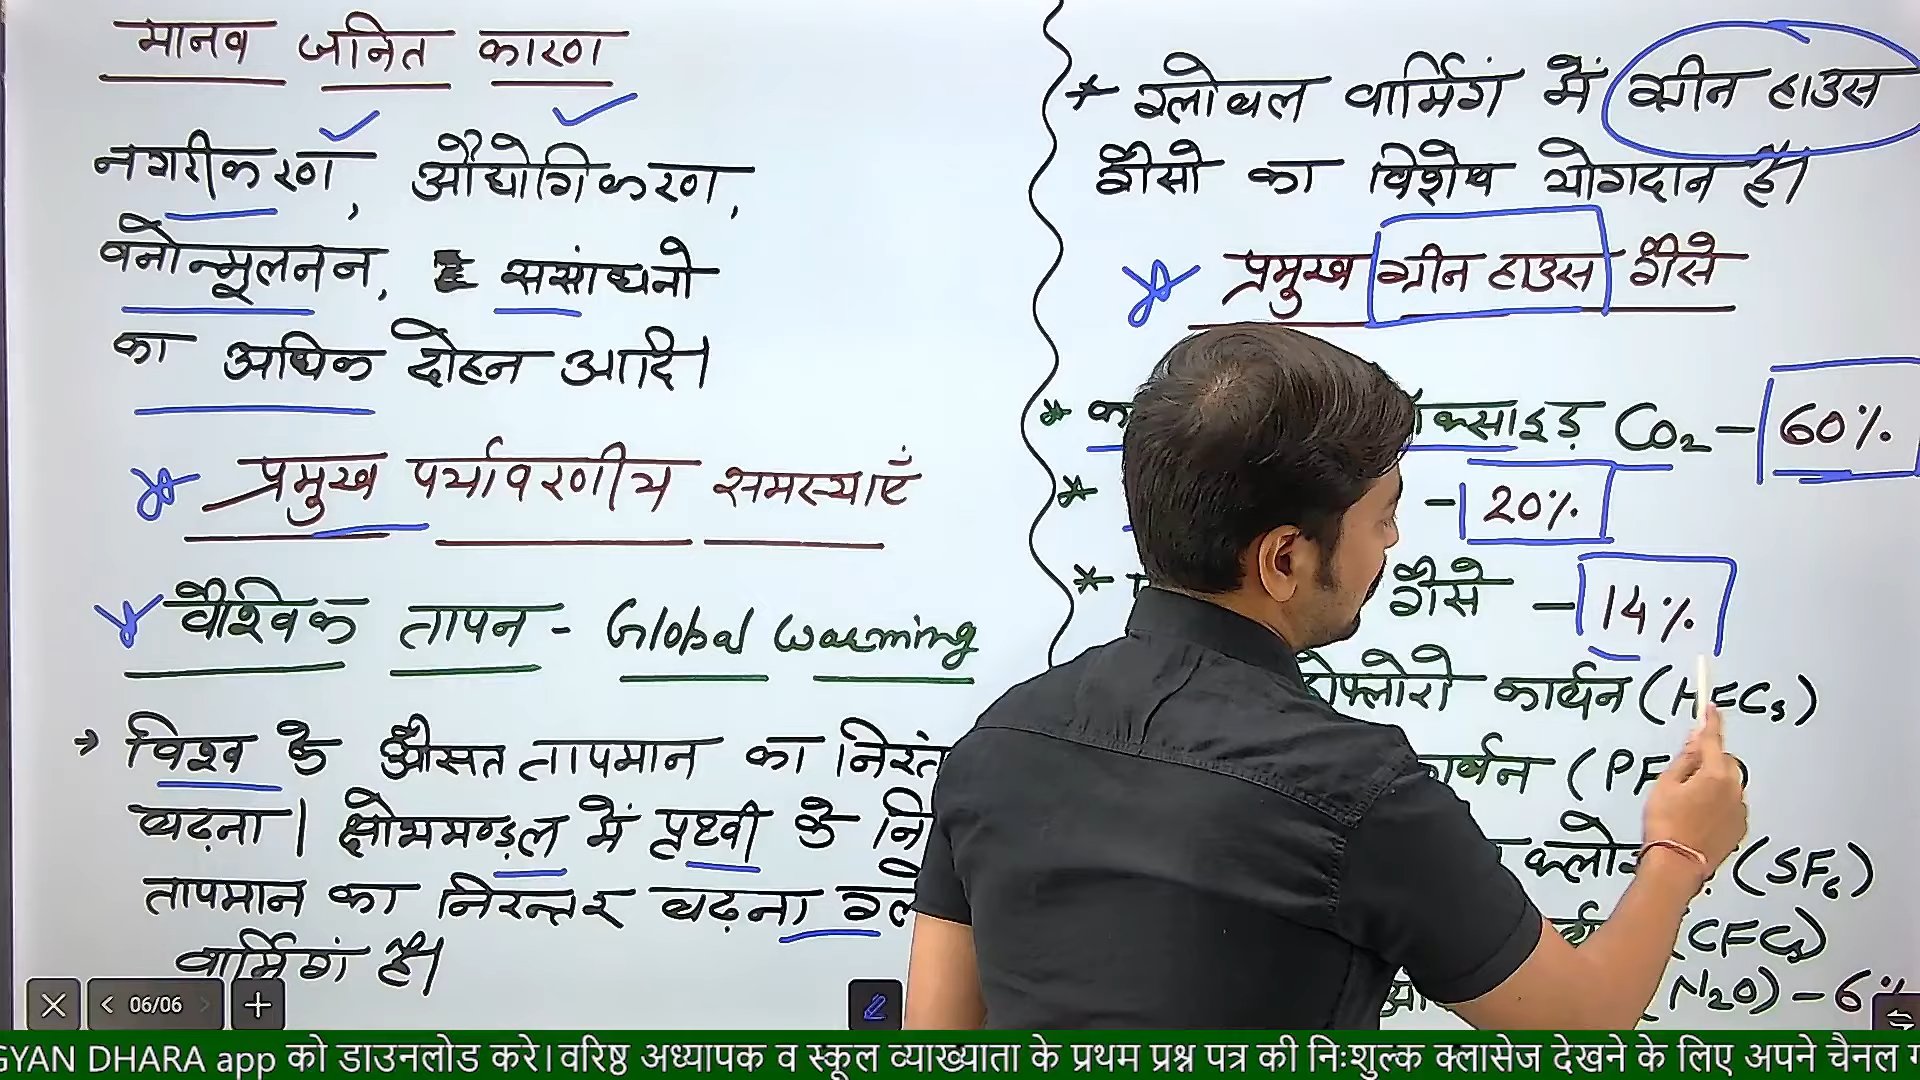 मानव जनित कारण
नगरीकरण, औद्योगिकरण,
वनोन्मूलनन, ससांधनो
का अधिक दोहन आदि।
प्रमुख पर्यावरणीय समस्याएँ
वैश्विक तापन - Global warming
→ विश्व के औसत तापमान का निरंत
बढ़ना। क्षोभमण्ड़ल में पृथ्वी के नि
तापमान का निरन्तर बढ़ना ग्ल
वार्मिगं है।
* ग्लोबल वार्मिगं में ग्रीन हाउस
गैसो का विशेष योगदान है।
प्रमुख ग्रीन हाउस गैसे
* का क्साइड़ CO2 - 60%.
* - 20%.
* गैसे - 14%.
ोफ्लोरो कार्बन (HFCs)
ार्बन (PF
क्लो (SF6)
(CFCs)
(N2O) - 6%
06/06
GYAN DHARA app को डाउनलोड करे। वरिष्ठ अध्यापक व स्कूल व्याख्याता के प्रथम प्रश्न पत्र की निःशुल्क क्लासेज देखने के लिए अपने चैनल